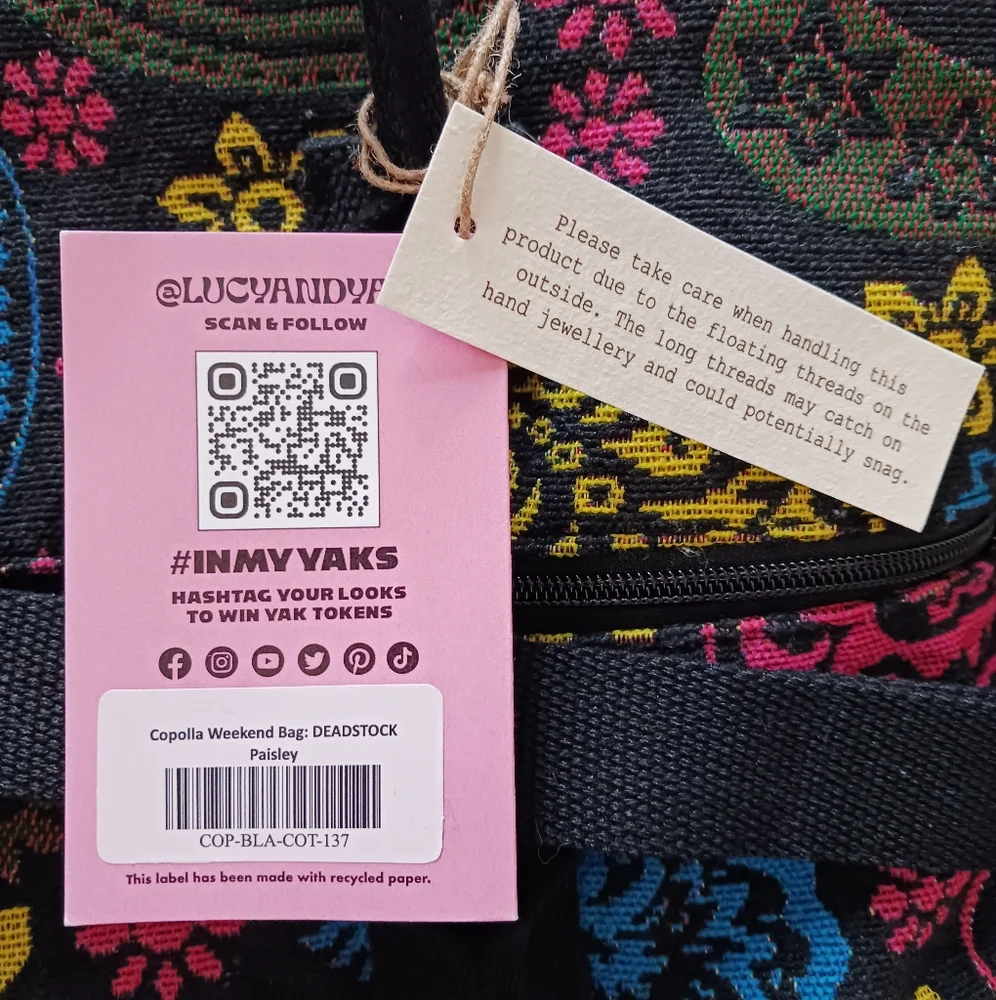 @LUCYANDYA
SCAN & FOLLOW
#INMYYAKS
HASHTAG YOUR LOOKS
TO WIN YAK TOKENS
Copolla Weekend Bag: DEADSTOCK
Paisley
COP-BLA-COT-137
This label has been made with recycled paper.
Please take care when handling this
product due to the floating threads on the
outside. The long threads may catch on
hand jewellery and could potentially snag.